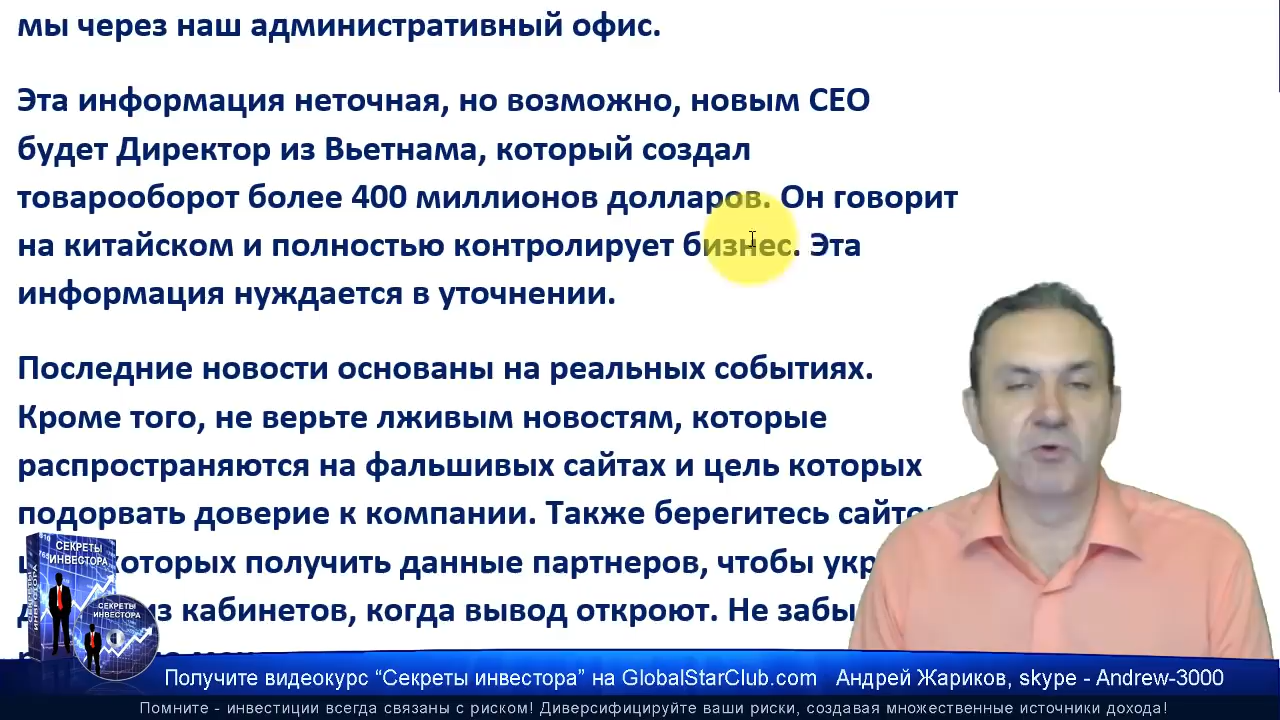 мы через наш административный офис.
Эта информация неточная, но возможно, новым CEO
будет Директор из Вьетнама, который создал
товарооборот более 400 миллионов долларов. Он говорит
на китайском и полностью контролирует бизнес. Эта
информация нуждается в уточнении.
Последние новости основаны на реальных событиях.
Кроме того, не верьте лживым новостям, которые
распространяются на фальшивых сайтах и цель которых
подорвать доверие к компании. Также берегитесь
которых получить данные партнеров, чтобы
из кабинетов, когда вывод откроют. Не
СЕКРЕТЫ
ИНВЕСТОРА
СЕКРЕТЫ
ИНВЕСТОРА
Получите видеокурс “Секреты инвестора” на GlobalStarClub.com Андрей Жариков, skype - Andrew-3000
Помните - инвестиции всегда связаны с риском! Диверсифицируйте ваши риски, создавая множественные источники дохода!